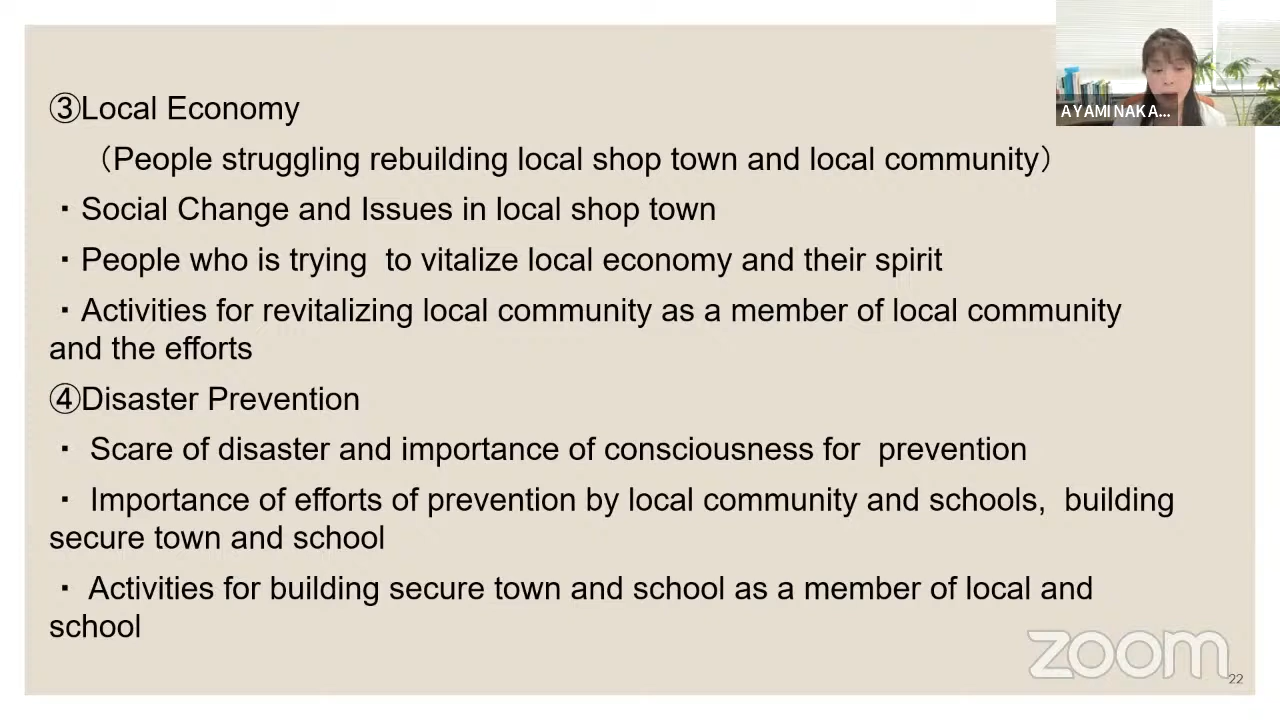 ③Local Economy
（People struggling rebuilding local shop town and local community）
・Social Change and Issues in local shop town
・People who is trying  to vitalize local economy and their spirit
・Activities for revitalizing local community as a member of local community
and the efforts
④Disaster Prevention
・ Scare of disaster and importance of consciousness for  prevention
・ Importance of efforts of prevention by local community and schools,  building
secure town and school
・ Activities for building secure town and school as a member of local and
school
AYAMI NAKA...
zoom
22